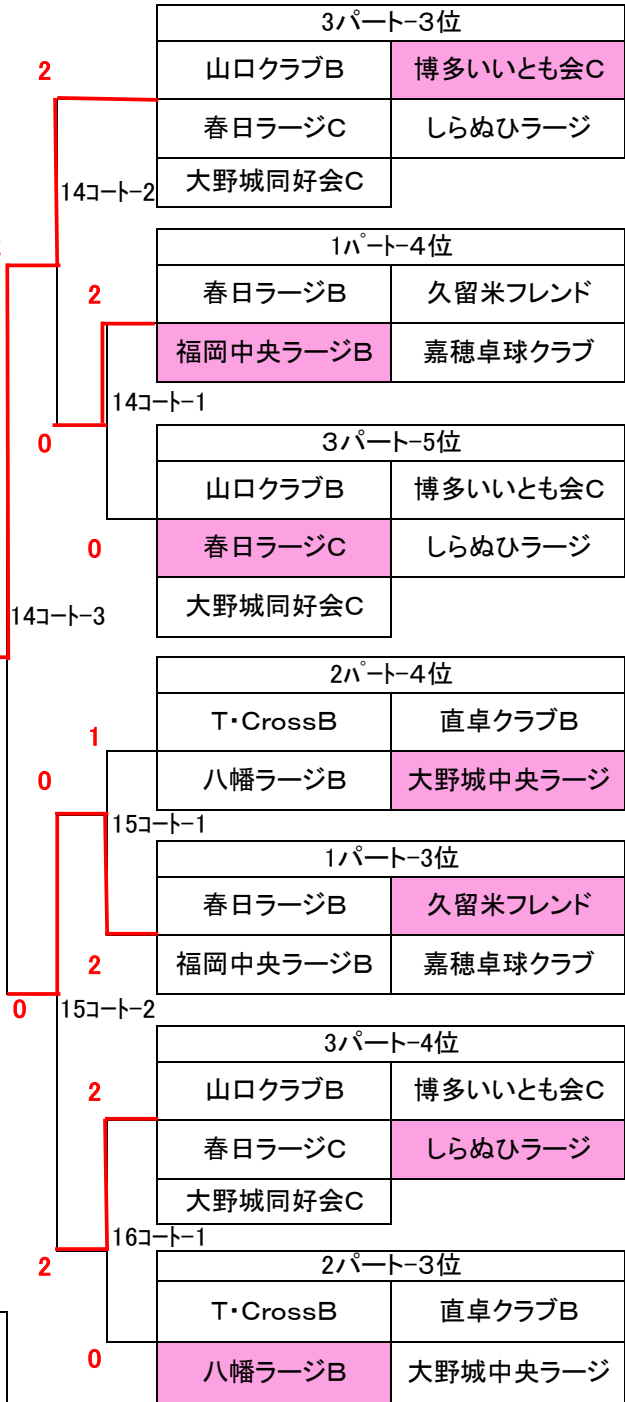 3パート-3位
2
山口クラブB 博多いいとも会C
春日ラージC しらぬひラージ
14コート-2 大野城同好会C
1パート-4位
2
春日ラージB 久留米フレンド
福岡中央ラージB 嘉穂卓球クラブ
14コート-1
0
3パート-5位
山口クラブB 博多いいとも会C
0
春日ラージC しらぬひラージ
大野城同好会C
14コート-3
2パート-4位
1
T・CrossB 直卓クラブB
0
八幡ラージB 大野城中央ラージ
15コート-1
1パート-3位
春日ラージB 久留米フレンド
2
福岡中央ラージB 嘉穂卓球クラブ
0
15コート-2
3パート-4位
2
山口クラブB 博多いいとも会C
春日ラージC しらぬひラージ
大野城同好会C
16コート-1
2
2パート-3位
T・CrossB 直卓クラブB
0
八幡ラージB 大野城中央ラージ